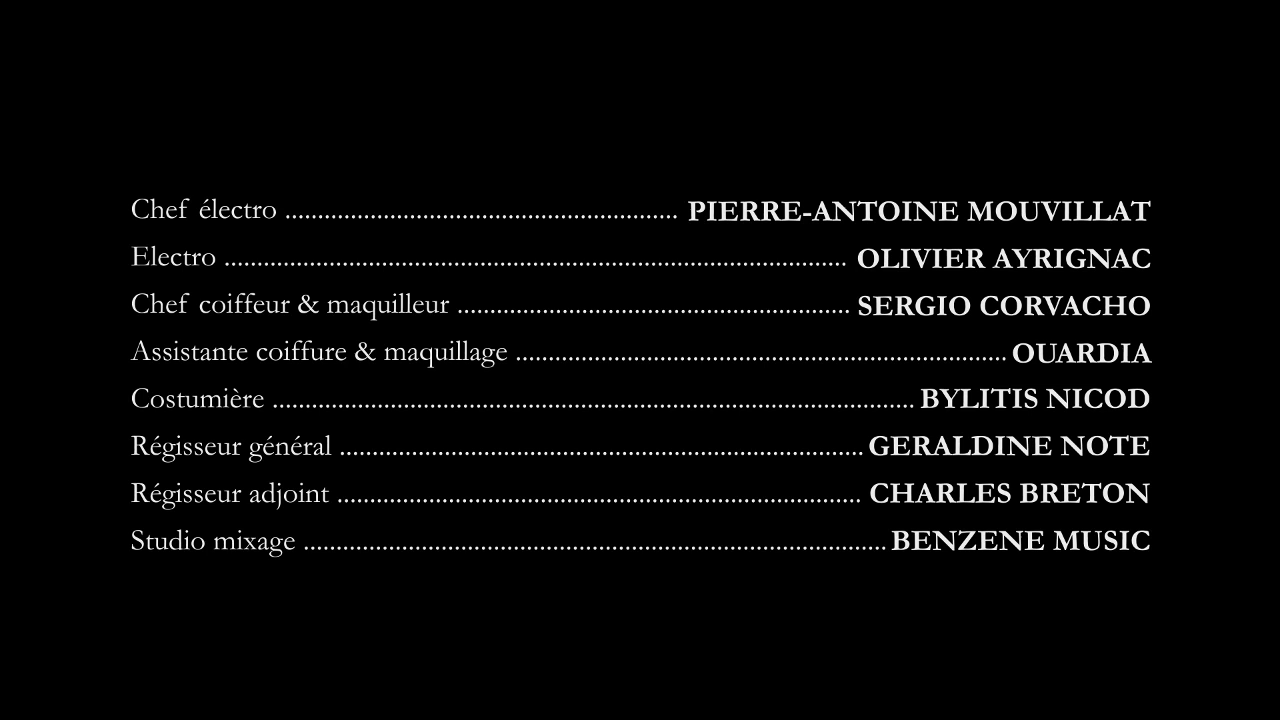 Chef électro ............................................................ PIERRE-ANTOINE MOUVILLAT
Electro ............................................................................................... OLIVIER AYRIGNAC
Chef coiffeur & maquilleur ............................................................ SERGIO CORVACHO
Assistante coiffure & maquillage ........................................................................... OUARDIA
Costumière .................................................................................................. BYLITIS NICOD
Régisseur général ................................................................................ GERALDINE NOTE
Régisseur adjoint ................................................................................ CHARLES BRETON
Studio mixage ......................................................................................... BENZENE MUSIC